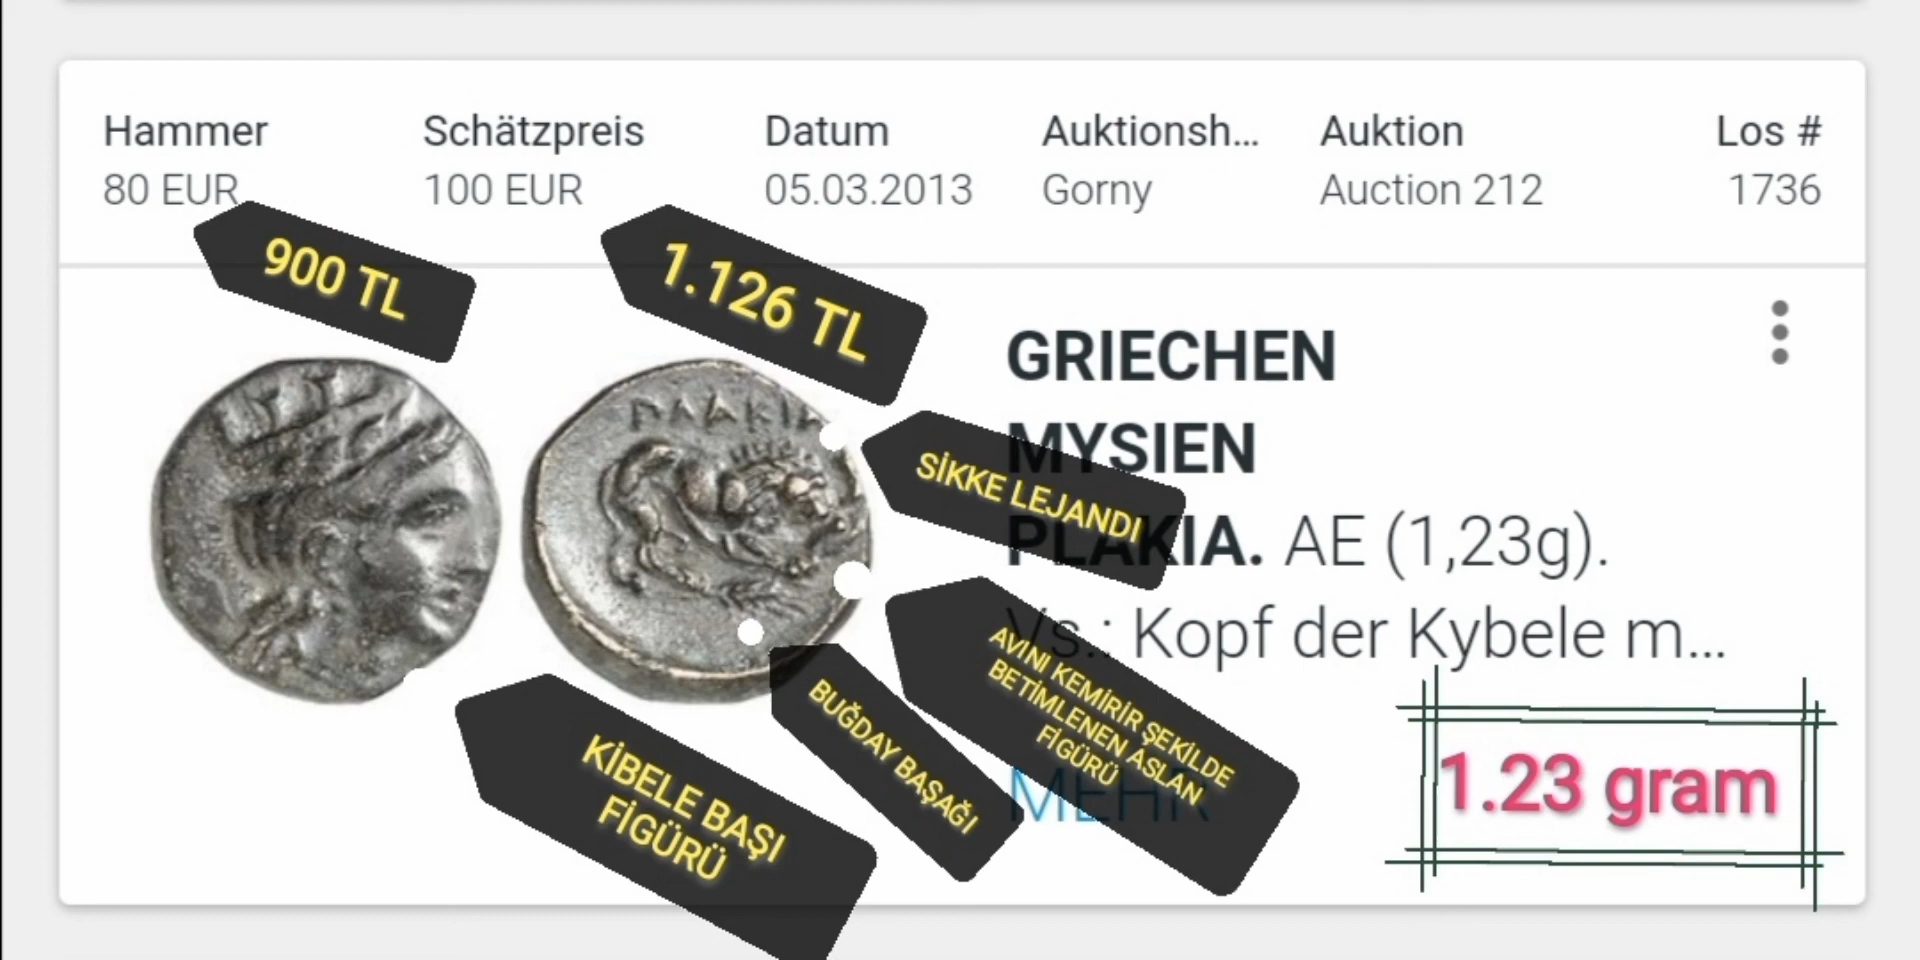 Hammer Schätzpreis Datum Auktionsh... Auktion Los #
80 EUR 100 EUR 05.03.2013 Gorny Auction 212 1736
900 TL
1.126 TL
GRIECHEN
MYSIEN
PLAKIA. AE (1,23g).
Vs.: Kopf der Kybele m...
MEHR
ΠΛΑΚΙΑ
SİKKE LEJANDI
AVINI KEMİRİR ŞEKİLDE
BETİMLENEN ASLAN
FİGÜRÜ
BUĞDAY BAŞAĞI
KİBELE BAŞI
FİGÜRÜ
1.23 gram